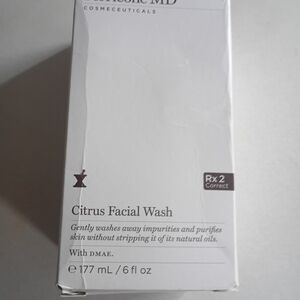 MD
COSMECEUTICALS
Rx 2
Correct
Citrus Facial Wash
Gently washes away impurities and purifies
skin without stripping it of its natural oils.
With DMAE.
℮ 177 mL / 6 fl oz